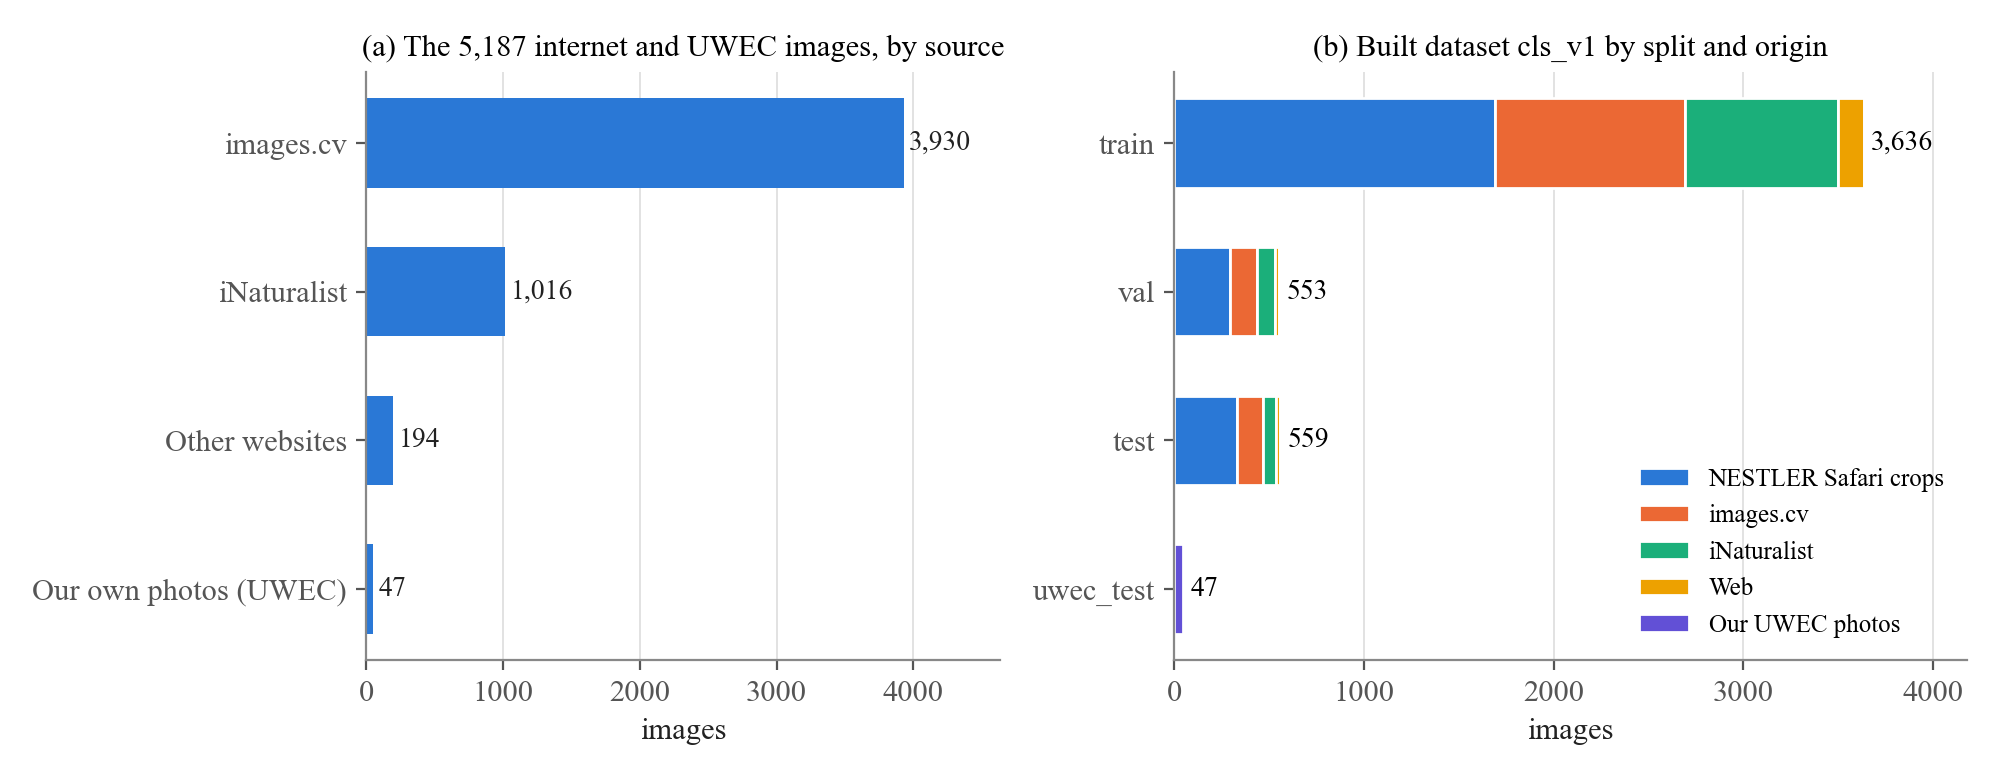 (a) The 5,187 internet and UWEC images, by source
images.cv
3,930
iNaturalist
1,016
Other websites
194
Our own photos (UWEC)
47
0 1000 2000 3000 4000
images
(b) Built dataset cls_v1 by split and origin
train
3,636
val
553
test
559
uwec_test
47
NESTLER Safari crops
images.cv
iNaturalist
Web
Our UWEC photos
0 1000 2000 3000 4000
images